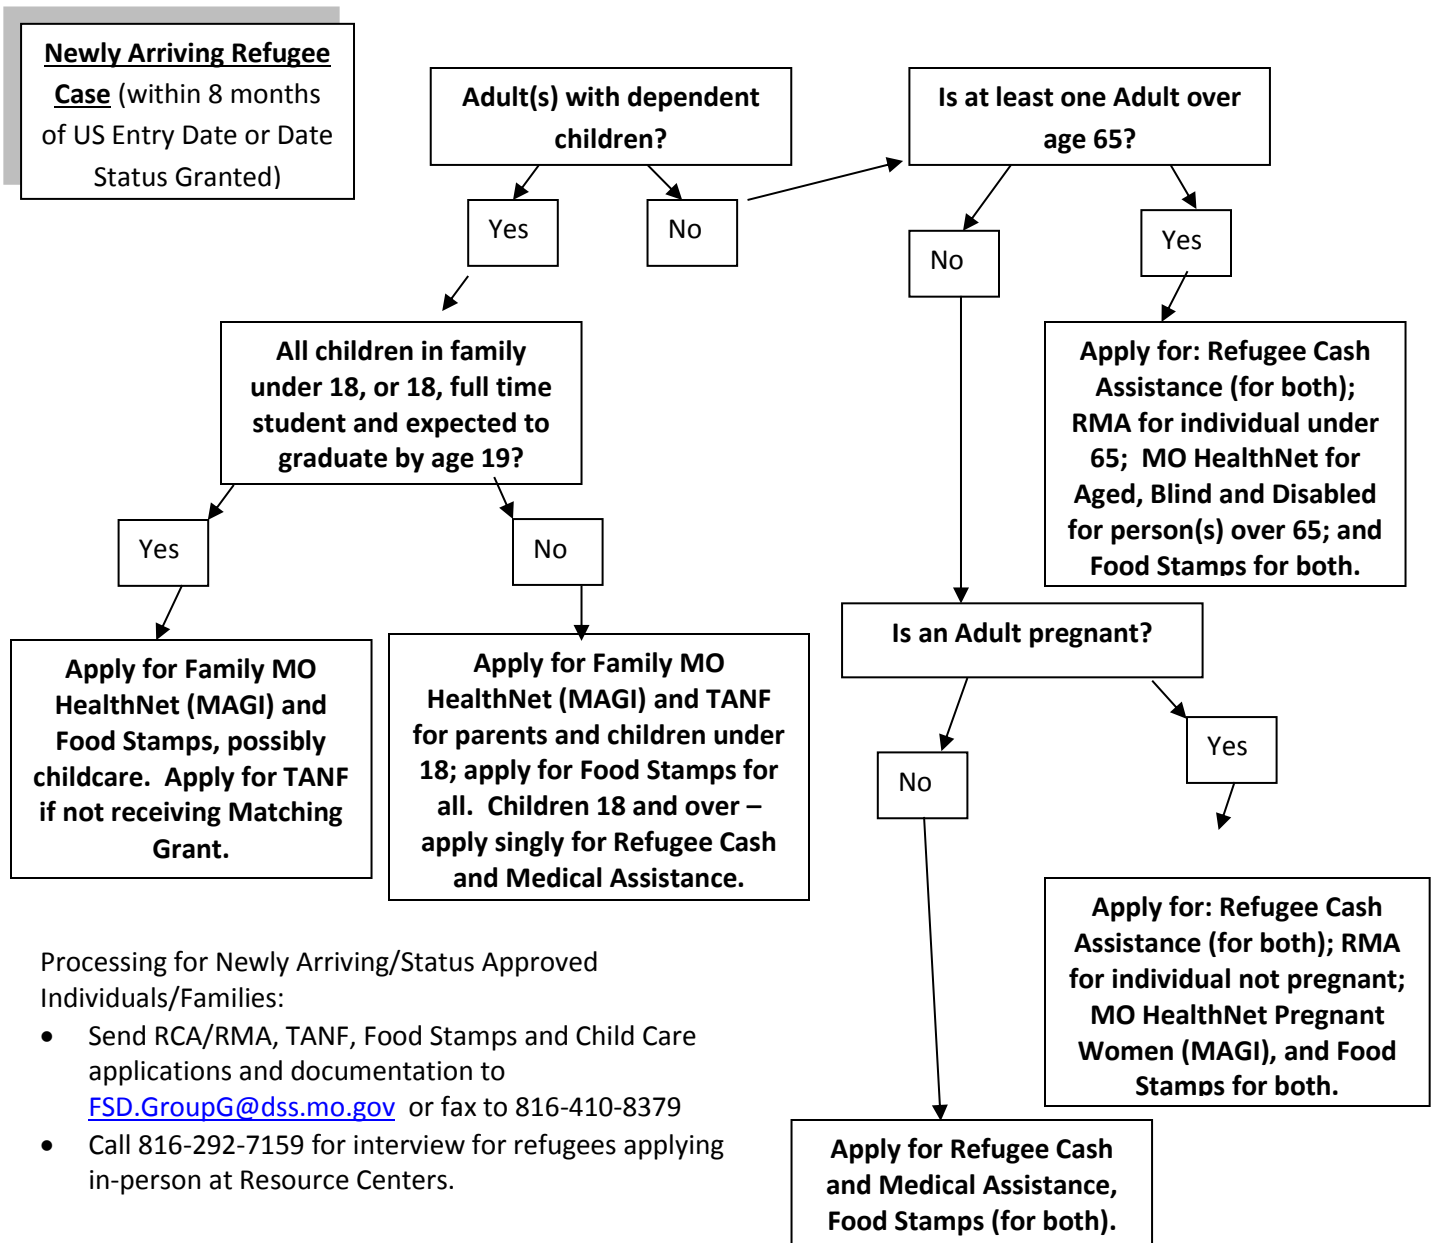 Newly Arriving Refugee
Case (within 8 months
of US Entry Date or Date
Status Granted)
Adult(s) with dependent
children?
Is at least one Adult over
age 65?
Yes
No
No
Yes
All children in family
under 18, or 18, full time
student and expected to
graduate by age 19?
Apply for: Refugee Cash
Assistance (for both);
RMA for individual under
65;  MO HealthNet for
Aged, Blind and Disabled
for person(s) over 65; and
Food Stamps for both.
Yes
No
Is an Adult pregnant?
Apply for Family MO
HealthNet (MAGI) and
Food Stamps, possibly
childcare.  Apply for TANF
if not receiving Matching
Grant.
Apply for Family MO
HealthNet (MAGI) and TANF
for parents and children under
18; apply for Food Stamps for
all.  Children 18 and over –
apply singly for Refugee Cash
and Medical Assistance.
No
Yes
Apply for: Refugee Cash
Assistance (for both); RMA
for individual not pregnant;
MO HealthNet Pregnant
Women (MAGI), and Food
Stamps for both.
Processing for Newly Arriving/Status Approved
Individuals/Families:
• Send RCA/RMA, TANF, Food Stamps and Child Care
applications and documentation to
FSD.GroupG@dss.mo.gov  or fax to 816-410-8379
• Call 816-292-7159 for interview for refugees applying
in-person at Resource Centers.
Apply for Refugee Cash
and Medical Assistance,
Food Stamps (for both).